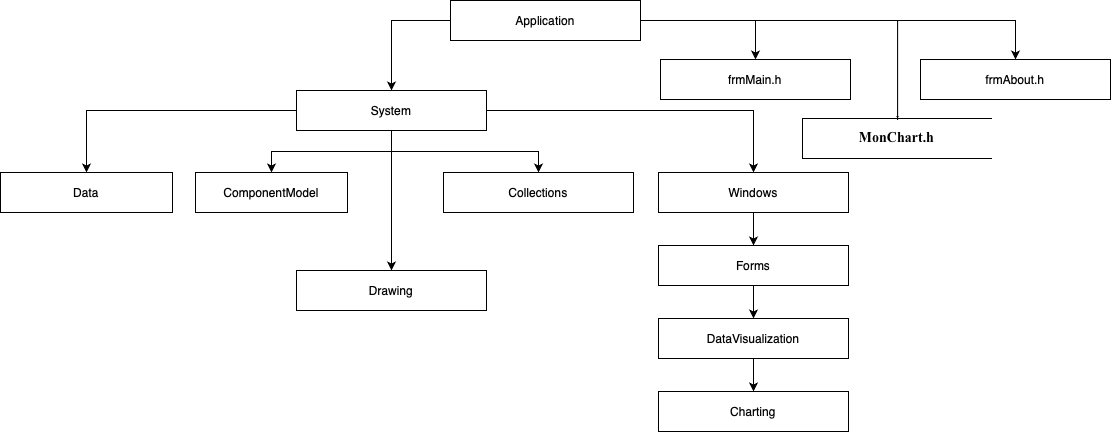 Application
frmMain.h
frmAbout.h
System
MonChart.h
Data
ComponentModel
Collections
Windows
Forms
Drawing
DataVisualization
Charting